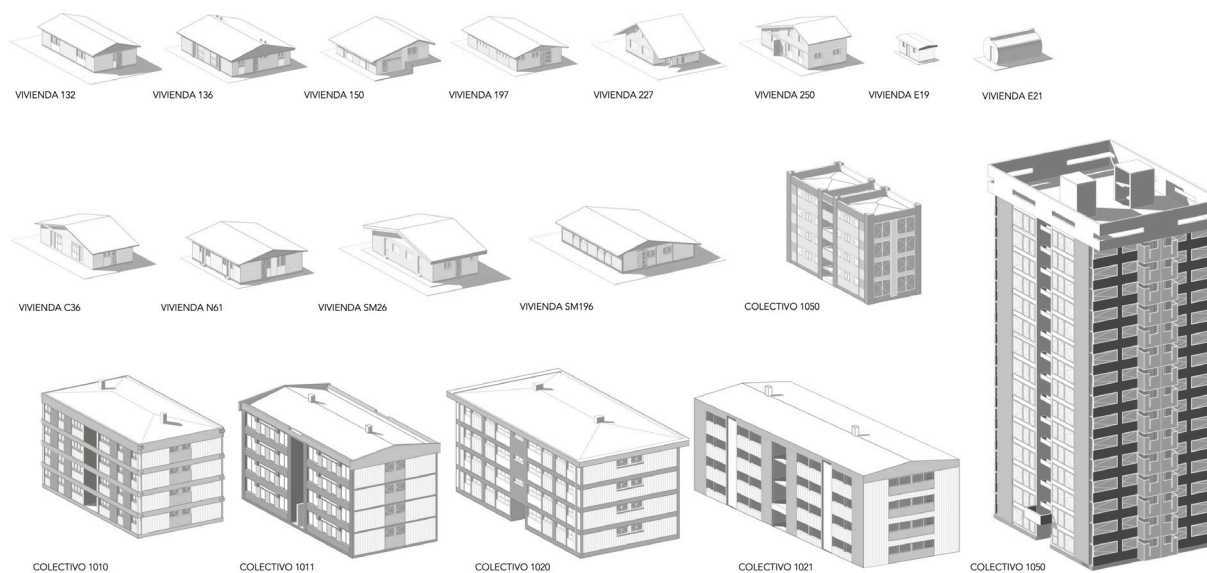 VIVIENDA 132
VIVIENDA 136
VIVIENDA 150
VIVIENDA 197
VIVIENDA 227
VIVIENDA 250
VIVIENDA E19
VIVIENDA E21
VIVIENDA C36
VIVIENDA N61
VIVIENDA SM26
VIVIENDA SM196
COLECTIVO 1050
COLECTIVO 1010
COLECTIVO 1011
COLECTIVO 1020
COLECTIVO 1021
COLECTIVO 1050